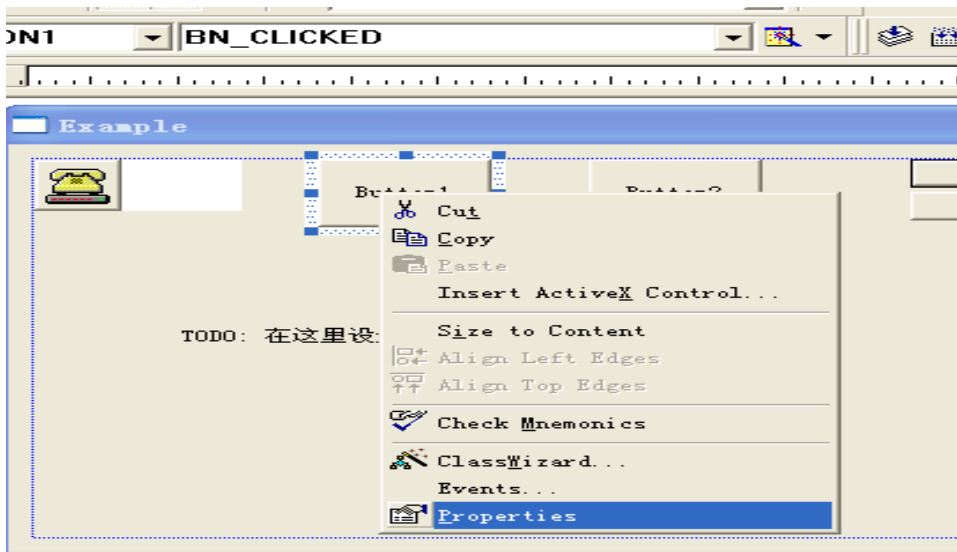 ON1
BN_CLICKED
Example
Cut
Copy
Paste
Insert ActiveX Control...
TODO: 在这里设
Size to Content
Align Left Edges
Align Top Edges
Check Mnemonics
ClassWizard...
Events...
Properties